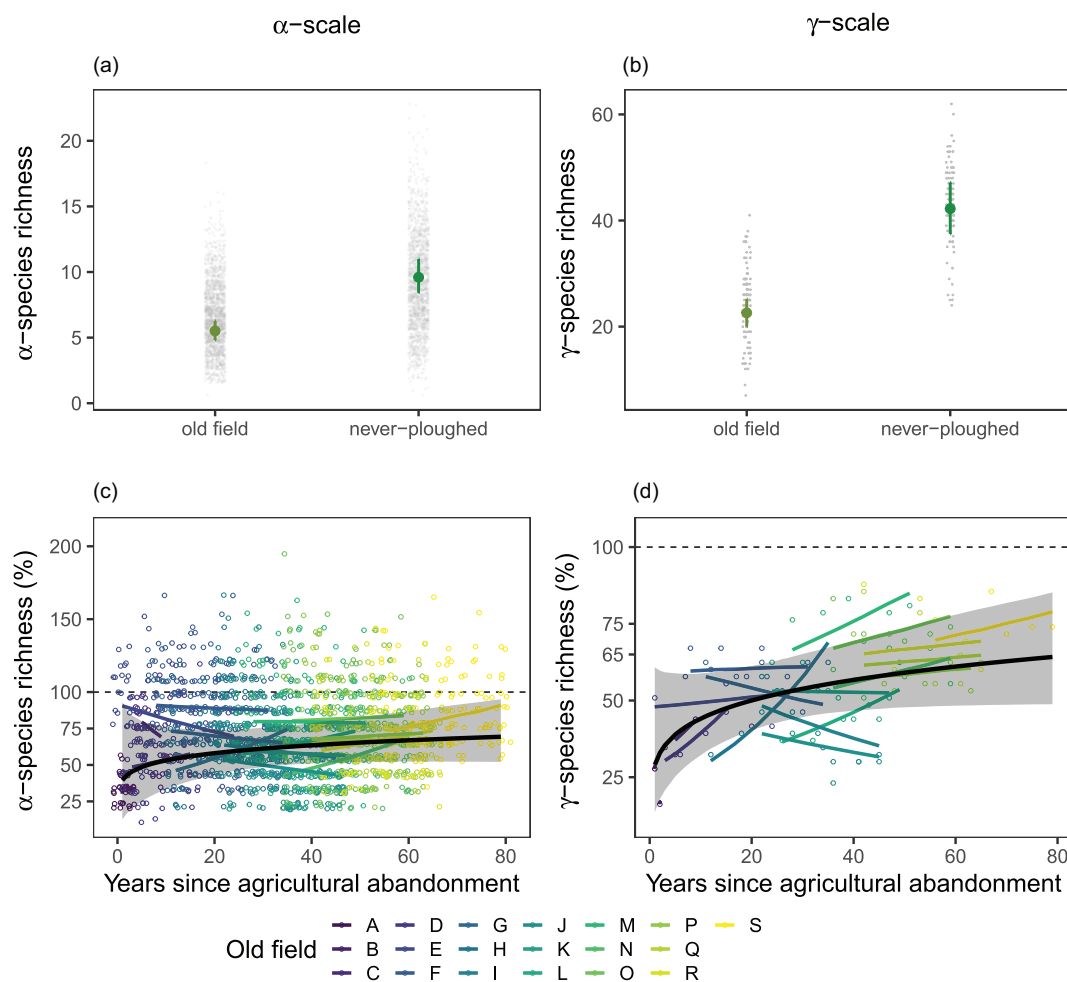 α−scale
γ−scale
(a)
(b)
α−species richness
20
15
10
5
0
old field
never−ploughed
γ−species richness
60
40
20
old field
never−ploughed
(c)
(d)
α−species richness (%)
200
150
100
75
50
25
0
20
40
60
80
Years since agricultural abandonment
γ−species richness (%)
100
75
65
50
25
0
20
40
60
80
Years since agricultural abandonment
Old field
A D G J M P S
B E H K N Q
C F I L O R